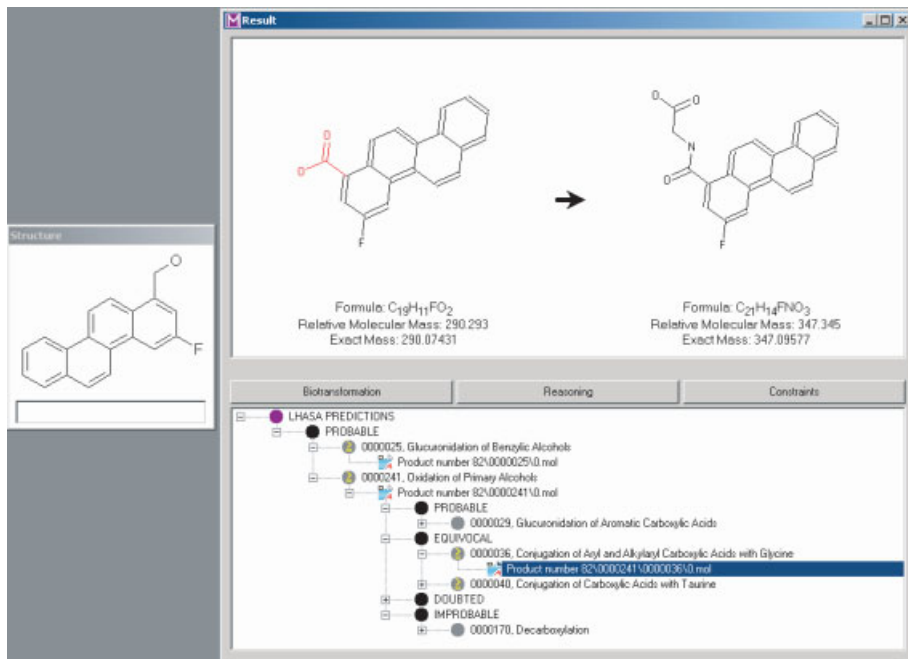 Result
O
O
F
Formula: C19H11FO2
Relative Molecular Mass: 290.293
Exact Mass: 290.07431
O
O
N
O
F
Formula: C21H14FNO3
Relative Molecular Mass: 347.345
Exact Mass: 347.09577
Structure
O
F
Biotransformation Reasoning Constraints
LHASA PREDICTIONS
PROBABLE
0000025, Glucuronidation of Benzylic Alcohols
Product number 82\0000025\0.mol
0000241, Oxidation of Primary Alcohols
Product number 82\0000241\0.mol
PROBABLE
0000029, Glucuronidation of Aromatic Carboxylic Acids
EQUIVOCAL
0000036, Conjugation of Aryl and Alkylaryl Carboxylic Acids with Glycine
Product number 82\0000241\0000036\0.mol
0000040, Conjugation of Carboxylic Acids with Taurine
DOUBTED
IMPROBABLE
0000170, Decarboxylation